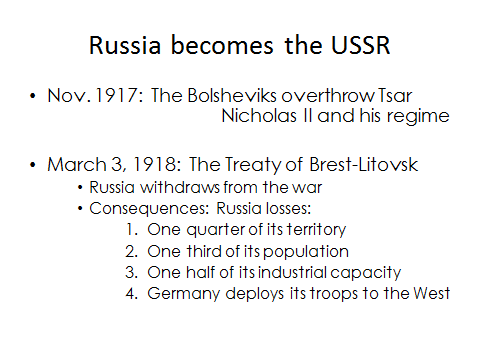 Russia becomes the USSR
• Nov. 1917: The Bolsheviks overthrow Tsar
Nicholas II and his regime
• March 3, 1918: The Treaty of Brest-Litovsk
• Russia withdraws from the war
• Consequences: Russia losses:
1. One quarter of its territory
2. One third of its population
3. One half of its industrial capacity
4. Germany deploys its troops to the West